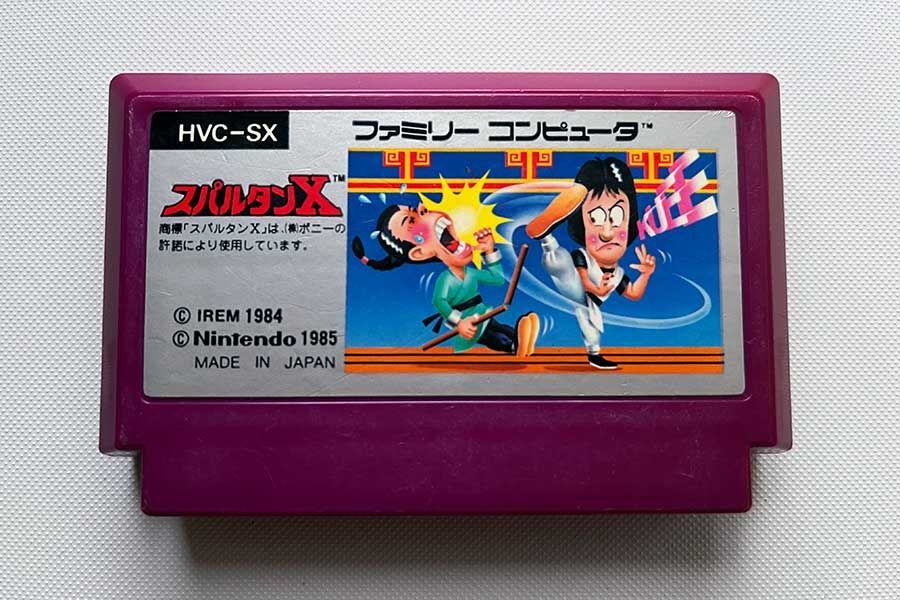 HVC-SX
ファミリー コンピュータ™
スパルタンX™
商標「スパルタンX」は、(株)ポニーの
許諾により使用しています。
© IREM 1984
© Nintendo 1985
MADE IN JAPAN